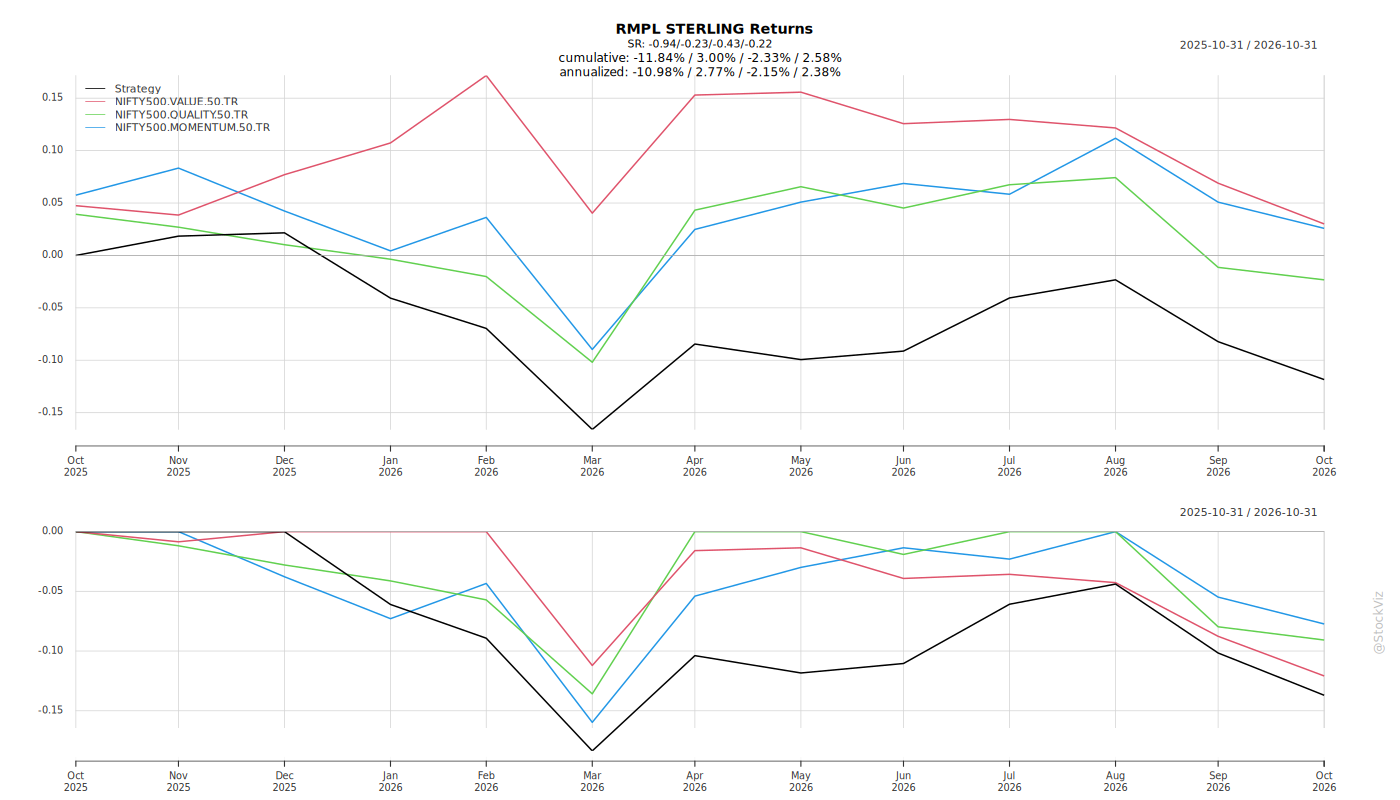 RMPL STERLING Returns
SR: -0.94/-0.23/-0.43/-0.22
cumulative: -11.84% / 3.00% / -2.33% / 2.58%
annualized: -10.98% / 2.77% / -2.15% / 2.38%
2025-10-31 / 2026-10-31
Strategy
NIFTY500.VALUE.50.TR
NIFTY500.QUALITY.50.TR
NIFTY500.MOMENTUM.50.TR
0.15
0.10
0.05
0.00
-0.05
-0.10
-0.15
Oct Nov Dec Jan Feb Mar Apr May Jun Jul Aug Sep Oct
2025 2025 2025 2026 2026 2026 2026 2026 2026 2026 2026 2026 2026
2025-10-31 / 2026-10-31
0.00
-0.05
-0.10
-0.15
Oct Nov Dec Jan Feb Mar Apr May Jun Jul Aug Sep Oct
2025 2025 2025 2026 2026 2026 2026 2026 2026 2026 2026 2026 2026
@StockViz